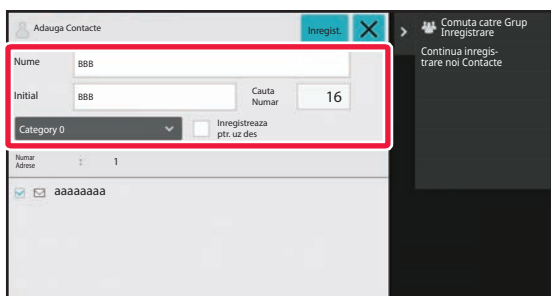 Adauga Contacte
Inregist.
Comuta catre Grup
Inregistrare
Continua inregis-
trare noi Contacte
Nume
BBB
Initial
BBB
Cauta
Numar
16
Category 0
Inregistreaza
ptr. uz des
Numar
Adrese
:
1
aaaaaaaa